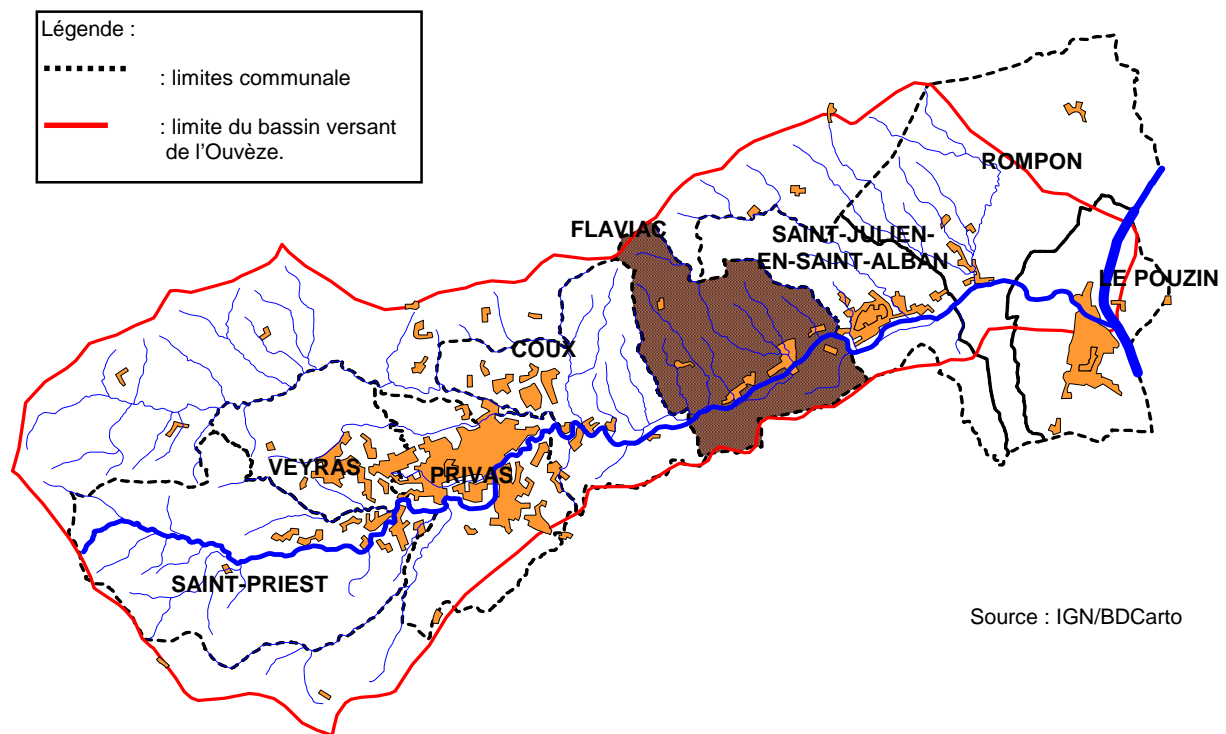 Légende :
: limites communale
: limite du bassin versant
de l'Ouvèze.
ROMPON
FLAVIAC
SAINT-JULIEN-
EN-SAINT-ALBAN
LE POUZIN
COUX
VEYRAS
PRIVAS
SAINT-PRIEST
Source : IGN/BDCarto